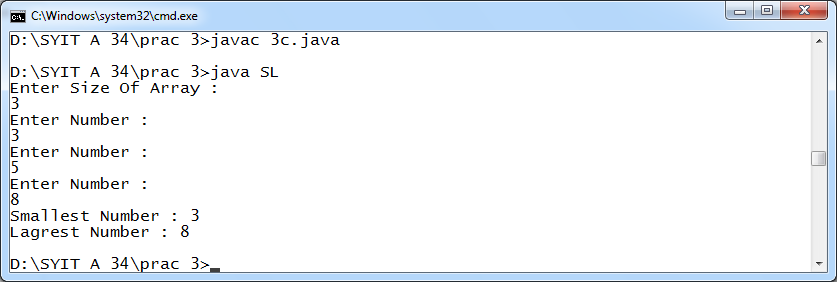 C:\Windows\system32\cmd.exe
D:\SYIT A 34\prac 3>javac 3c.java
D:\SYIT A 34\prac 3>java SL
Enter Size Of Array :
3
Enter Number :
3
Enter Number :
5
Enter Number :
8
Smallest Number : 3
Lagrest Number : 8
D:\SYIT A 34\prac 3>